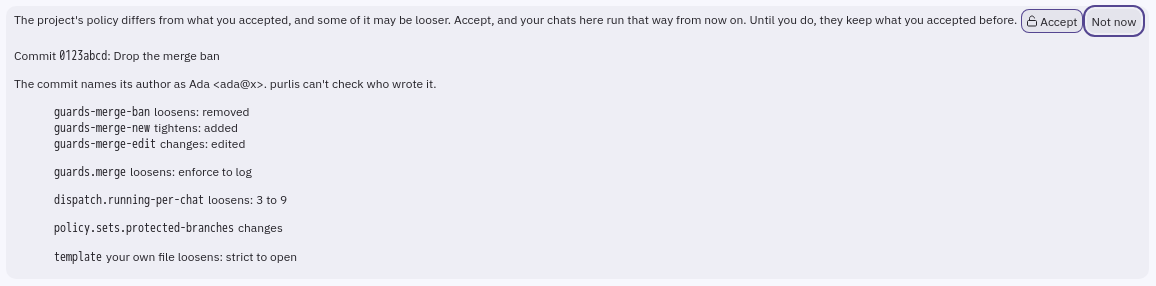 The project's policy differs from what you accepted, and some of it may be looser. Accept, and your chats here run that way from now on. Until you do, they keep what you accepted before. Accept Not now
Commit 0123abcd: Drop the merge ban
The commit names its author as Ada <ada@x>. purlis can't check who wrote it.
guards-merge-ban loosens: removed
guards-merge-new tightens: added
guards-merge-edit changes: edited
guards.merge loosens: enforce to log
dispatch.running-per-chat loosens: 3 to 9
policy.sets.protected-branches changes
template your own file loosens: strict to open